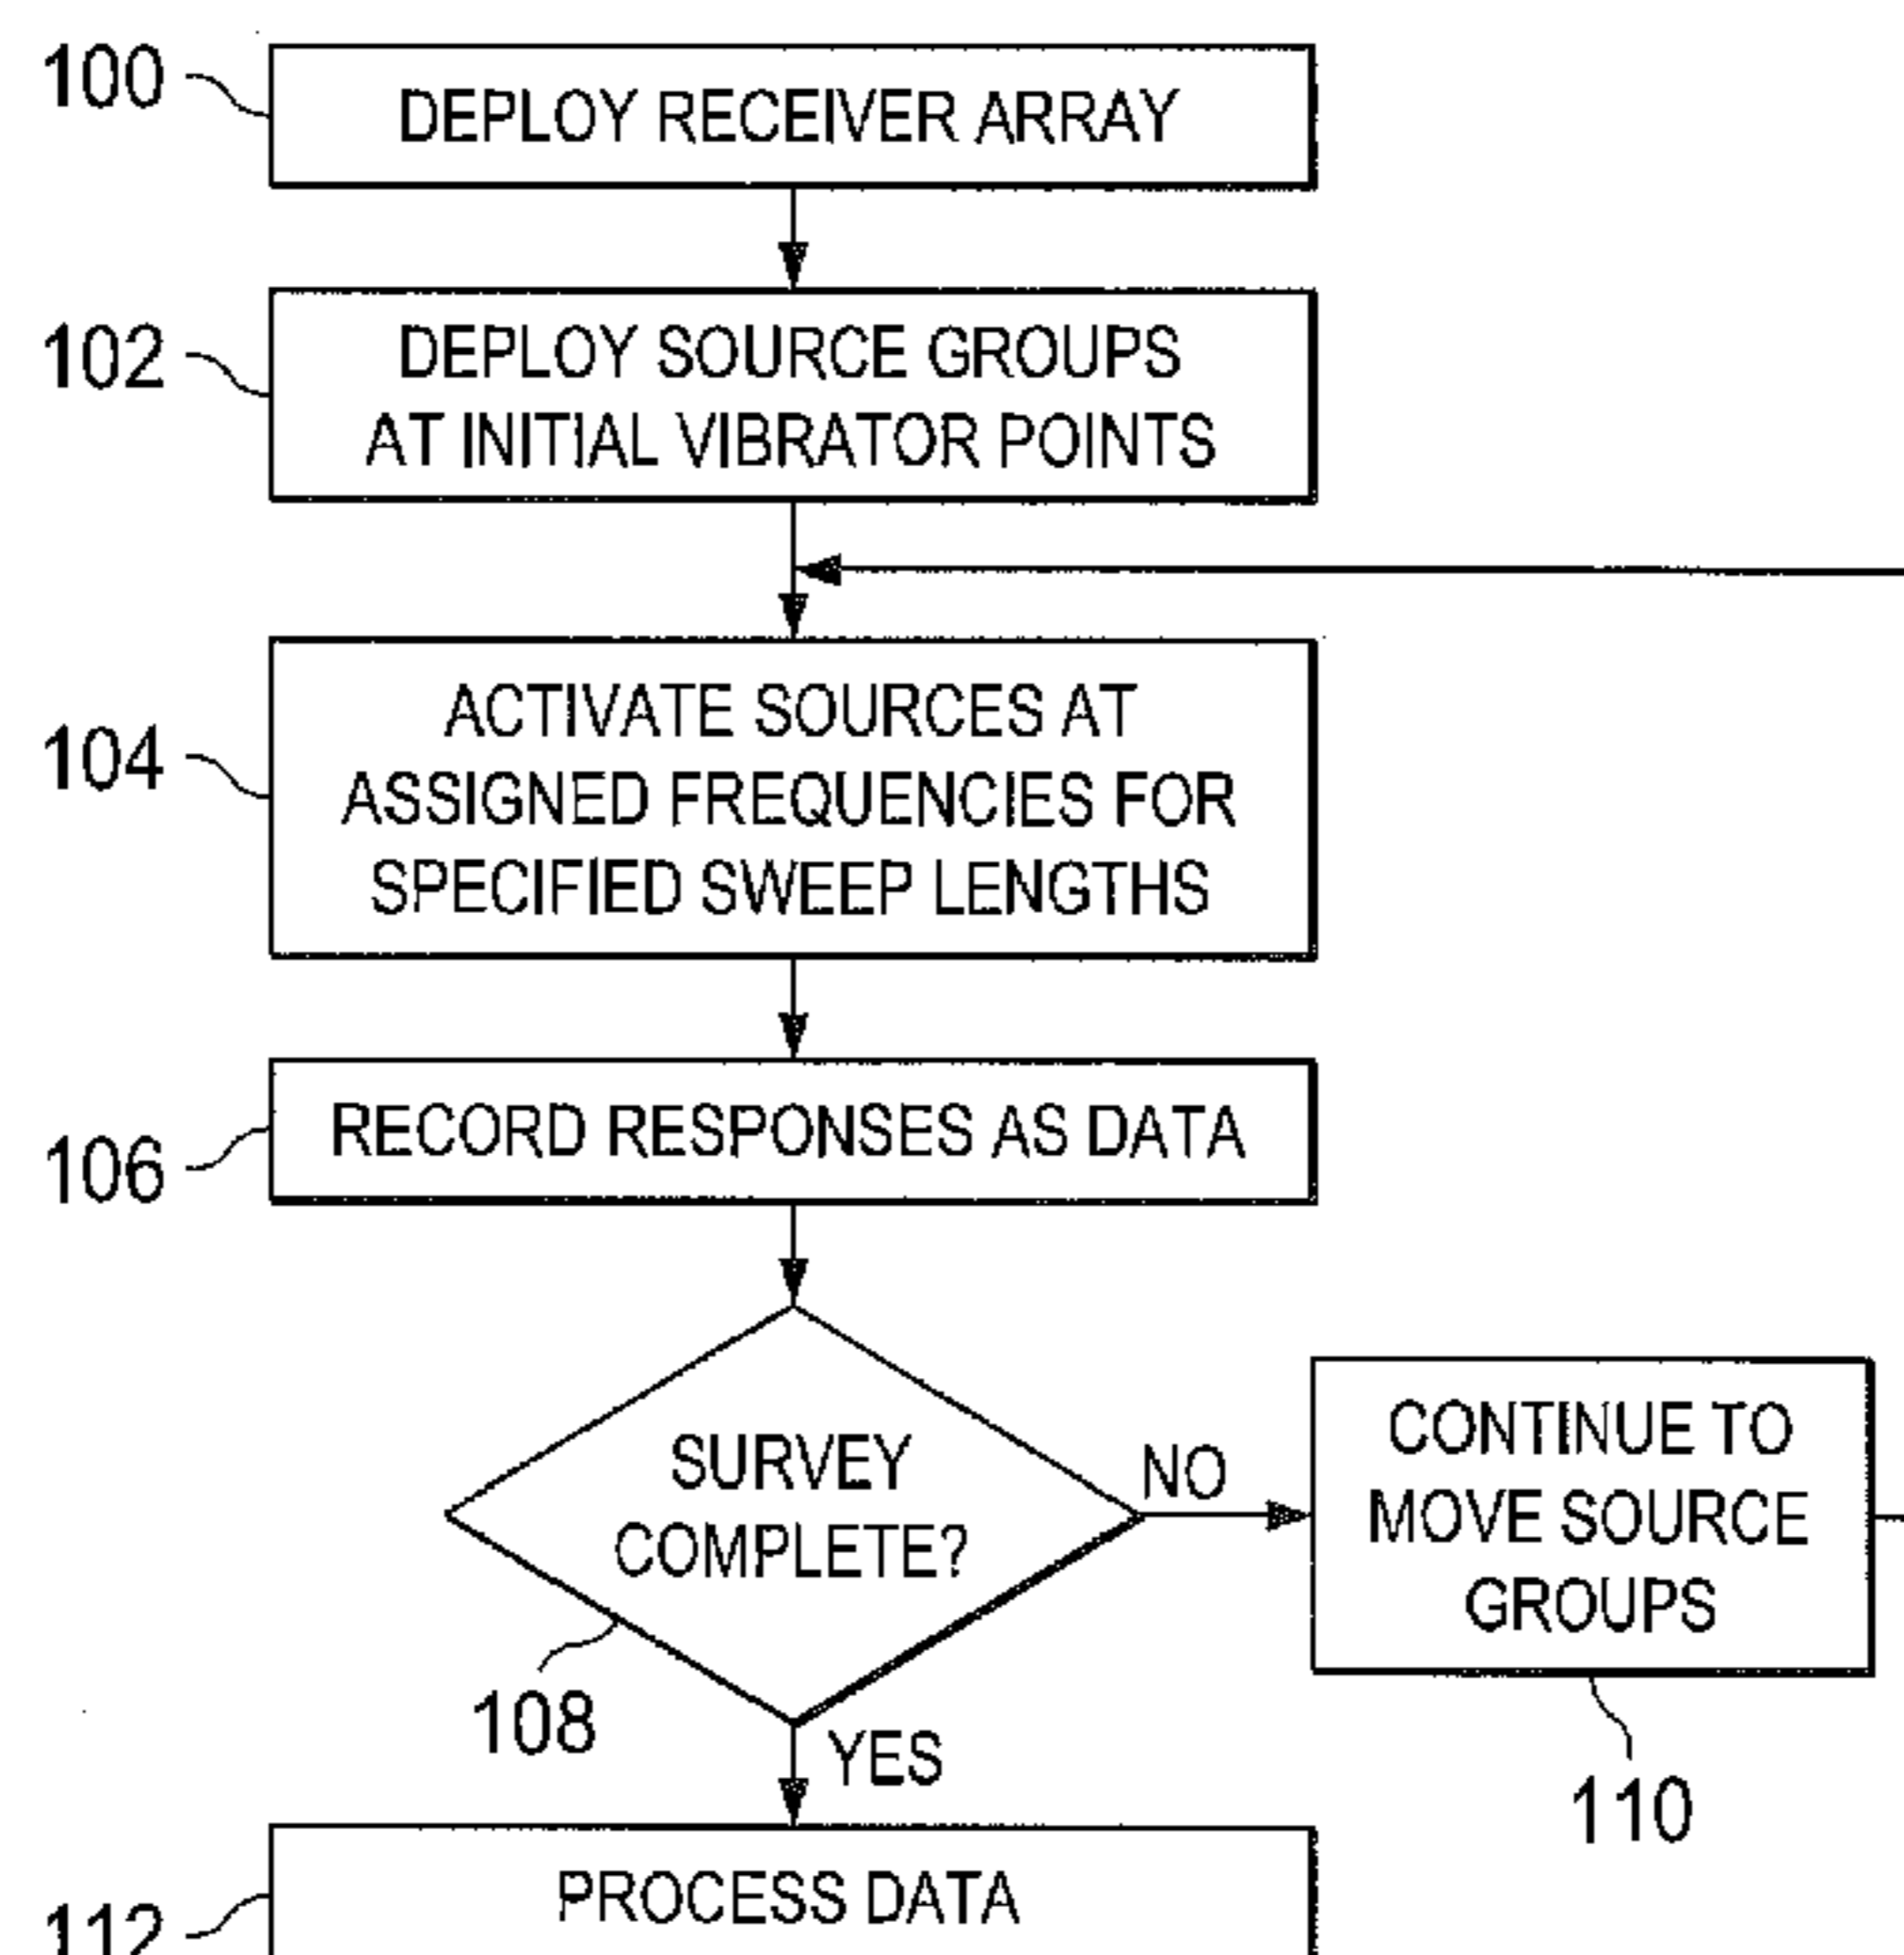 100
DEPLOY RECEIVER ARRAY
102
DEPLOY SOURCE GROUPS
AT INITIAL VIBRATOR POINTS
104
ACTIVATE SOURCES AT
ASSIGNED FREQUENCIES FOR
SPECIFIED SWEEP LENGTHS
106
RECORD RESPONSES AS DATA
SURVEY
COMPLETE?
NO
CONTINUE TO
MOVE SOURCE
GROUPS
108
YES
110
112
PROCESS DATA